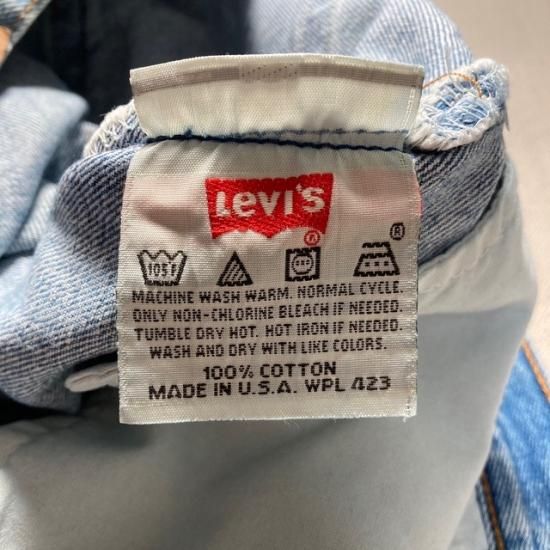 LEVI'S
®
®
105F
MACHINE WASH WARM. NORMAL CYCLE.
ONLY NON-CHLORINE BLEACH IF NEEDED
TUMBLE DRY HOT. HOT IRON IF NEEDED.
WASH AND DRY WITH LIKE COLORS.
100% COTTON
MADE IN U.S.A. WPL 423